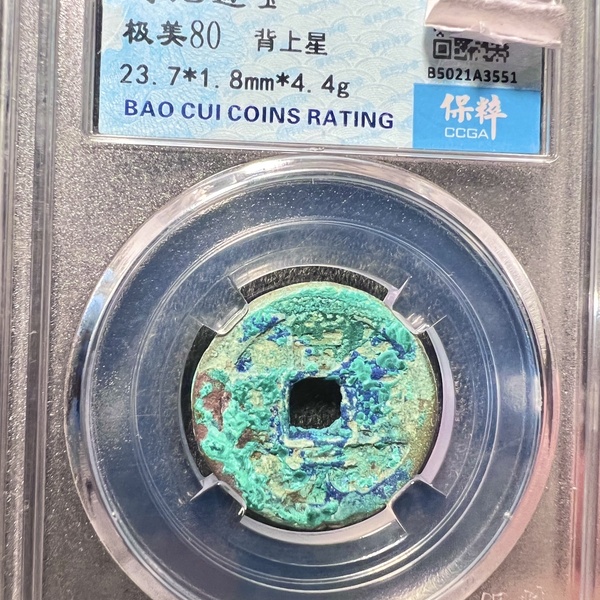 极美80 背上星
B5021A3551
23.7*1.8mm*4.4g
BAO CUI COINS RATING
保粹
CCGA